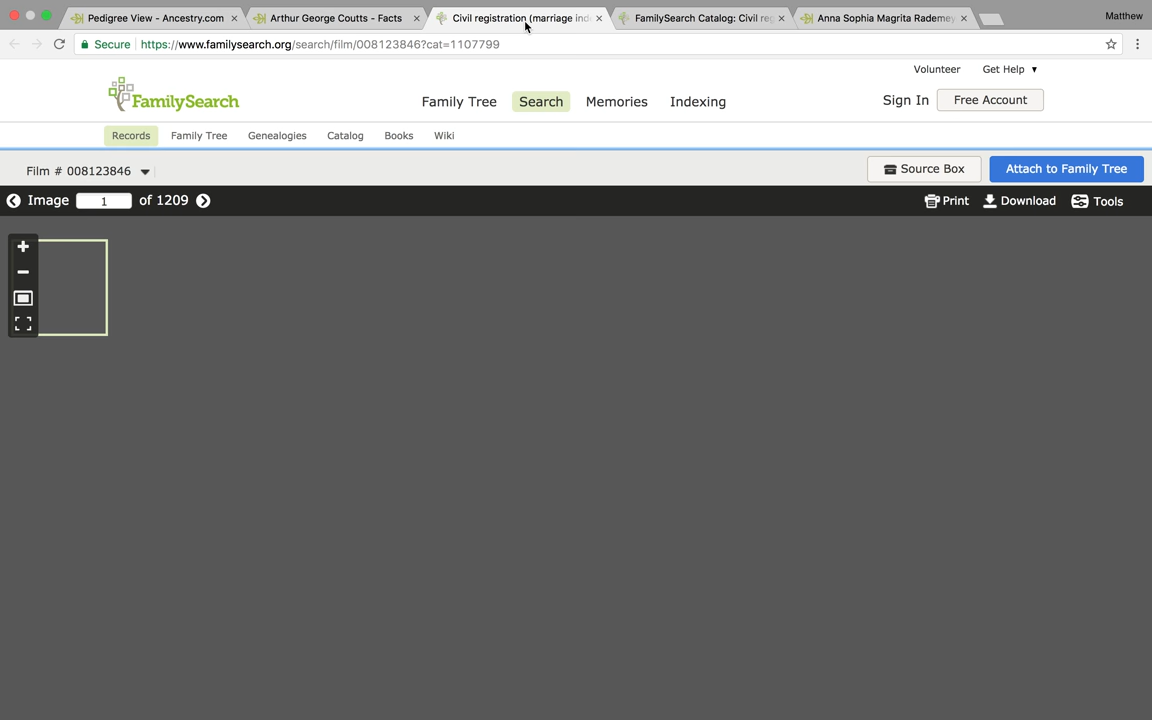 Pedigree View - Ancestry.com
Arthur George Coutts - Facts
Civil registration (marriage ind
FamilySearch Catalog: Civil reg
Anna Sophia Magrita Rademey
Matthew
Secure
https://www.familysearch.org/search/film/008123846?cat=1107799
Volunteer
Get Help
FamilySearch
Family Tree
Search
Memories
Indexing
Sign In
Free Account
Records
Family Tree
Genealogies
Catalog
Books
Wiki
Film # 008123846
Source Box
Attach to Family Tree
Image 1 of 1209
Print
Download
Tools